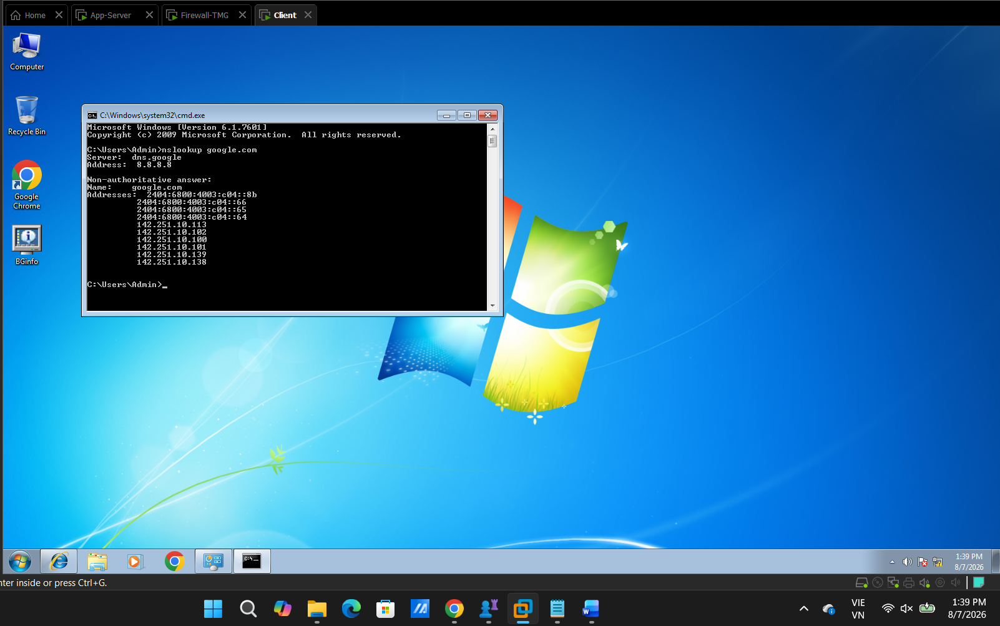 Home
App-Server
Firewall-TMG
Client
Computer
Recycle Bin
Google
Chrome
BGinfo
C:\Windows\system32\cmd.exe
Microsoft Windows [Version 6.1.7601]
Copyright (c) 2009 Microsoft Corporation.  All rights reserved.
C:\Users\Admin>nslookup google.com
Server:  dns.google
Address:  8.8.8.8
Non-authoritative answer:
Name:    google.com
Addresses:  2404:6800:4003:c04::8b
2404:6800:4003:c04::66
2404:6800:4003:c04::65
2404:6800:4003:c04::64
142.251.10.113
142.251.10.102
142.251.10.100
142.251.10.101
142.251.10.139
142.251.10.138
C:\Users\Admin>_
1:39 PM
8/7/2026
nter inside or press Ctrl+G.
VIE
VN
1:39 PM
8/7/2026